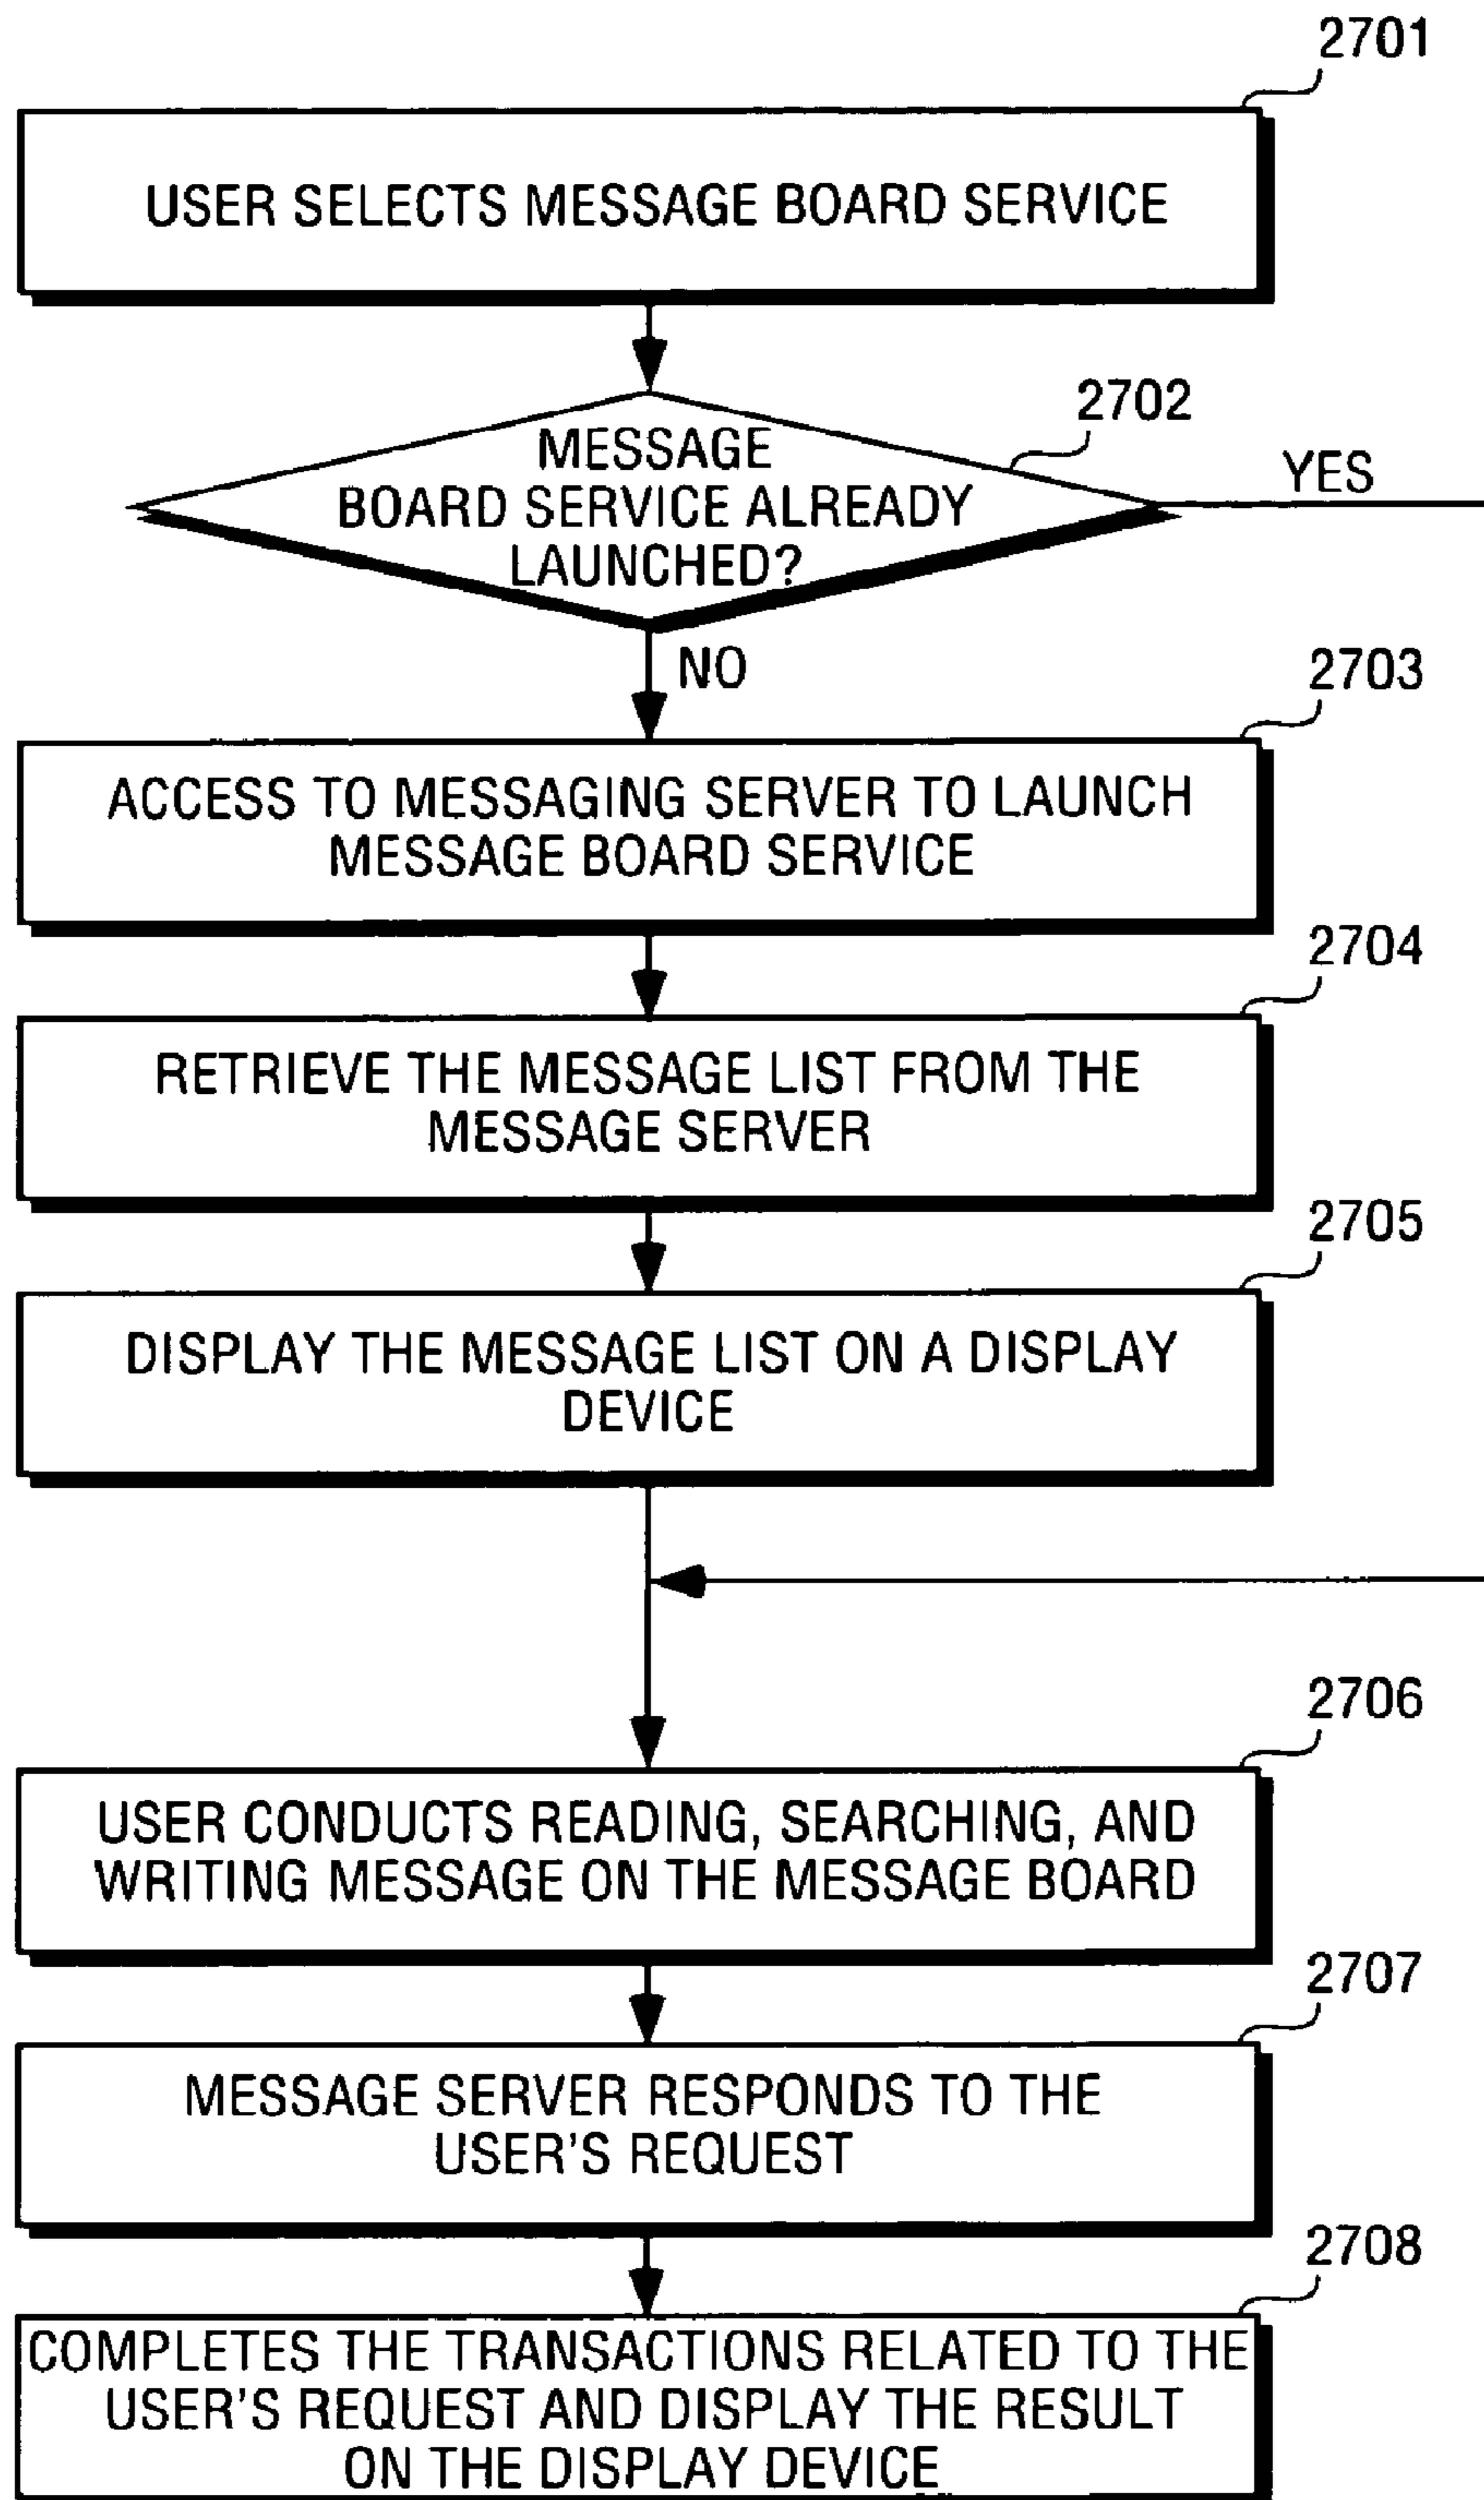 2701
USER SELECTS MESSAGE BOARD SERVICE
2702
MESSAGE
BOARD SERVICE ALREADY
LAUNCHED?
YES
NO
2703
ACCESS TO MESSAGING SERVER TO LAUNCH
MESSAGE BOARD SERVICE
2704
RETRIEVE THE MESSAGE LIST FROM THE
MESSAGE SERVER
2705
DISPLAY THE MESSAGE LIST ON A DISPLAY
DEVICE
2706
USER CONDUCTS READING, SEARCHING, AND
WRITING MESSAGE ON THE MESSAGE BOARD
2707
MESSAGE SERVER RESPONDS TO THE
USER'S REQUEST
2708
COMPLETES THE TRANSACTIONS RELATED TO THE
USER'S REQUEST AND DISPLAY THE RESULT
ON THE DISPLAY DEVICE